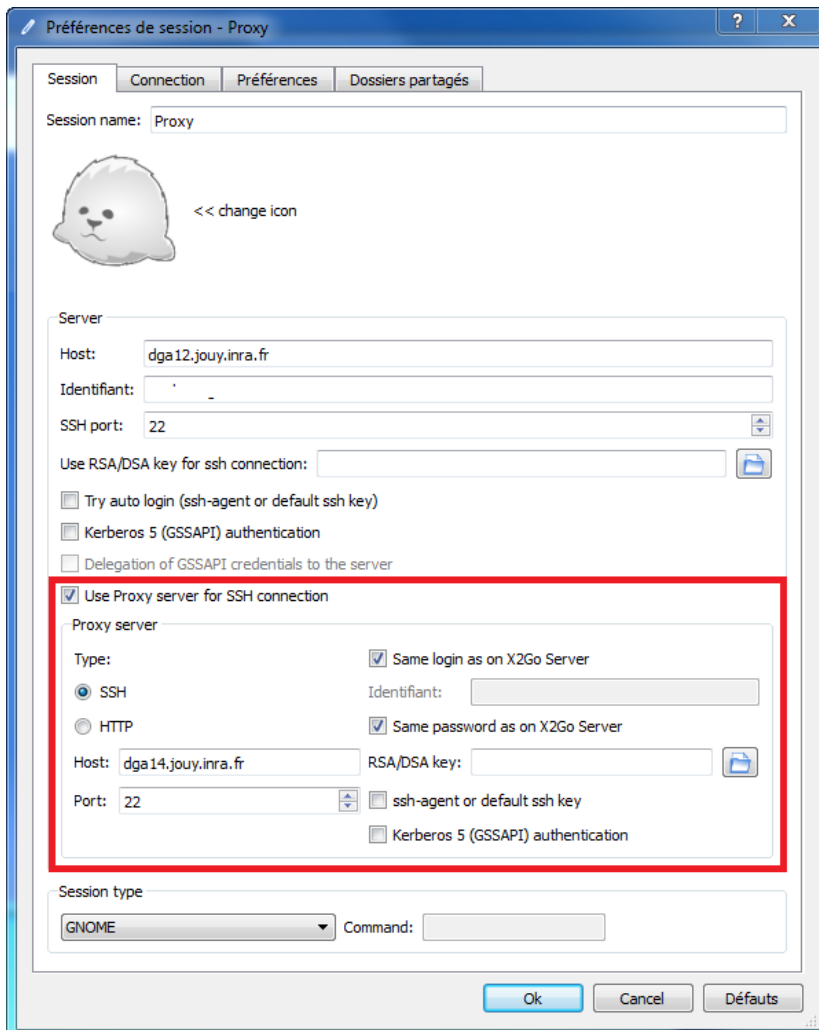 Préférences de session - Proxy
Session Connection Préférences Dossiers partagés
Session name: Proxy
<< change icon
Server
Host: dga12.jouy.inra.fr
Identifiant:
SSH port: 22
Use RSA/DSA key for ssh connection:
Try auto login (ssh-agent or default ssh key)
Kerberos 5 (GSSAPI) authentication
Delegation of GSSAPI credentials to the server
Use Proxy server for SSH connection
Proxy server
Type: Same login as on X2Go Server
SSH Identifiant:
HTTP Same password as on X2Go Server
Host: dga14.jouy.inra.fr RSA/DSA key:
Port: 22 ssh-agent or default ssh key
Kerberos 5 (GSSAPI) authentication
Session type
GNOME Command:
Ok Cancel Défauts